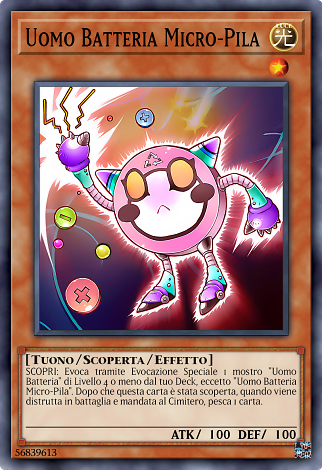 Uomo Batteria Micro-Pila
光
[Tuono/Scoperta/Effetto]
SCOPRI: Evoca tramite Evocazione Speciale 1 mostro "Uomo
Batteria" di Livello 4 o meno dal tuo Deck, eccetto "Uomo Batteria
Micro-Pila". Dopo che questa carta è stata scoperta, quando viene
distrutta in battaglia e mandata al Cimitero, pesca 1 carta.
ATK/ 100 DEF/ 100
56839613